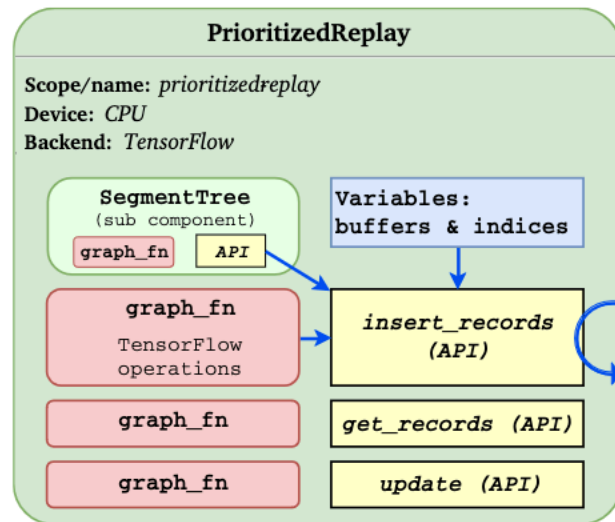 PrioritizedReplay
Scope/name: prioritizedreplay
Device: CPU
Backend: TensorFlow
SegmentTree
(sub component)
graph_fn
API
Variables:
buffers & indices
graph_fn
TensorFlow
operations
insert_records
(API)
graph_fn
get_records (API)
graph_fn
update (API)